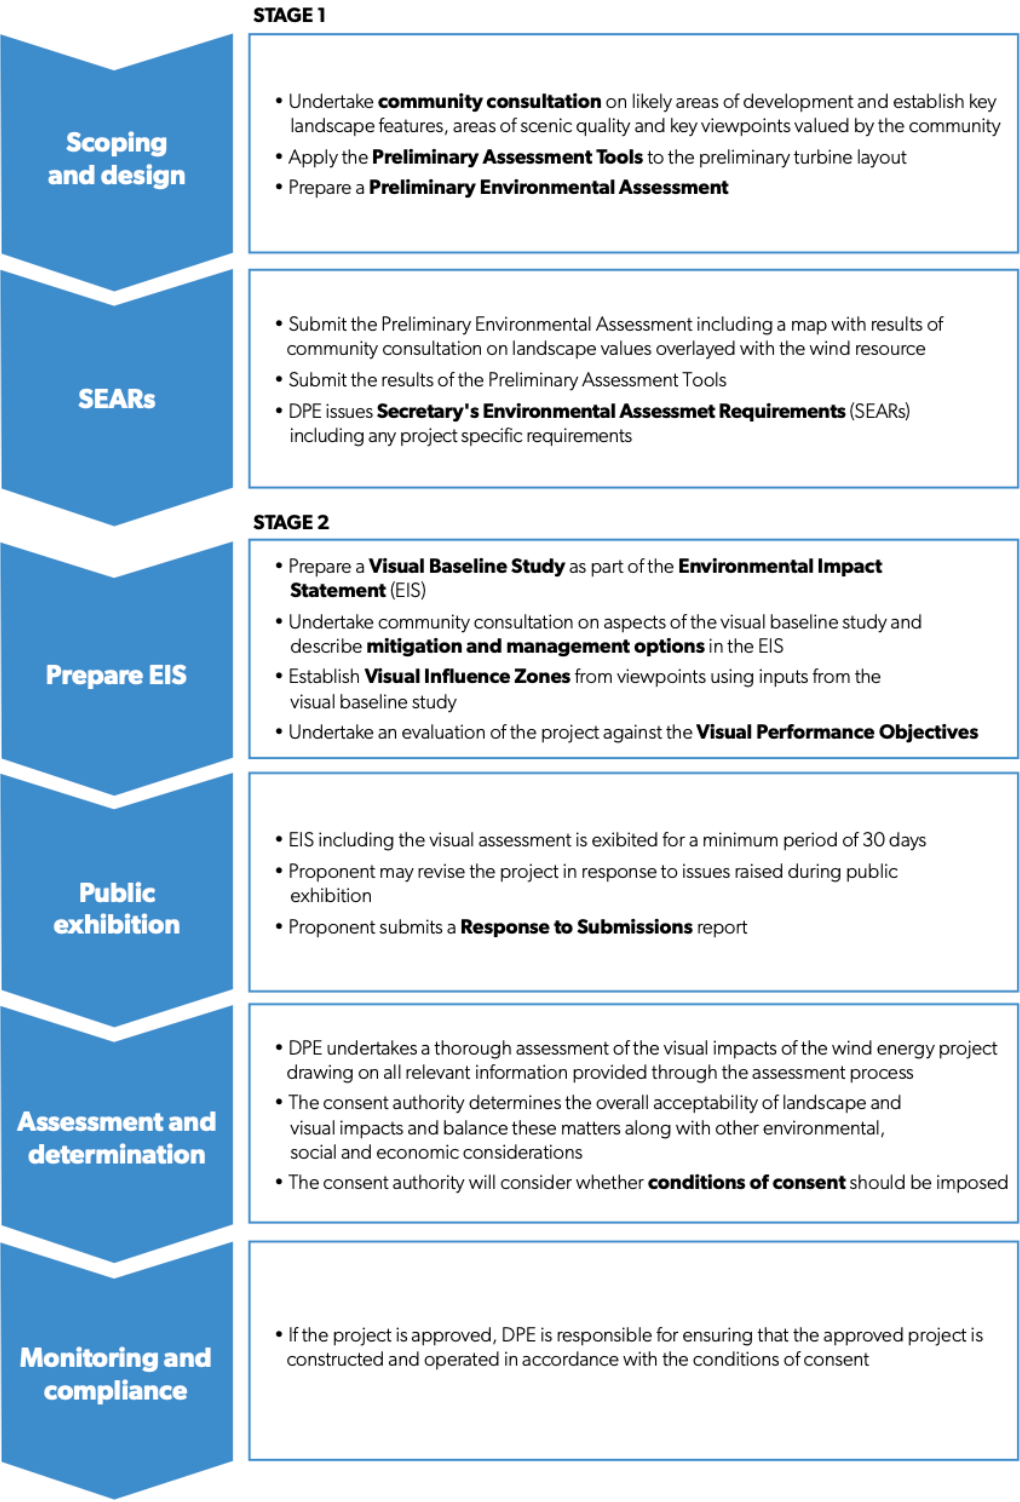 STAGE 1
Scoping
and design
• Undertake community consultation on likely areas of development and establish key
landscape features, areas of scenic quality and key viewpoints valued by the community
• Apply the Preliminary Assessment Tools to the preliminary turbine layout
• Prepare a Preliminary Environmental Assessment
SEARs
• Submit the Preliminary Environmental Assessment including a map with results of
community consultation on landscape values overlayed with the wind resource
• Submit the results of the Preliminary Assessment Tools
• DPE issues Secretary's Environmental Assessmet Requirements (SEARs)
including any project specific requirements
STAGE 2
Prepare EIS
• Prepare a Visual Baseline Study as part of the Environmental Impact
Statement (EIS)
• Undertake community consultation on aspects of the visual baseline study and
describe mitigation and management options in the EIS
• Establish Visual Influence Zones from viewpoints using inputs from the
visual baseline study
• Undertake an evaluation of the project against the Visual Performance Objectives
Public
exhibition
• EIS including the visual assessment is exibited for a minimum period of 30 days
• Proponent may revise the project in response to issues raised during public
exhibition
• Proponent submits a Response to Submissions report
Assessment and
determination
• DPE undertakes a thorough assessment of the visual impacts of the wind energy project
drawing on all relevant information provided through the assessment process
• The consent authority determines the overall acceptability of landscape and
visual impacts and balance these matters along with other environmental,
social and economic considerations
• The consent authority will consider whether conditions of consent should be imposed
Monitoring and
compliance
• If the project is approved, DPE is responsible for ensuring that the approved project is
constructed and operated in accordance with the conditions of consent